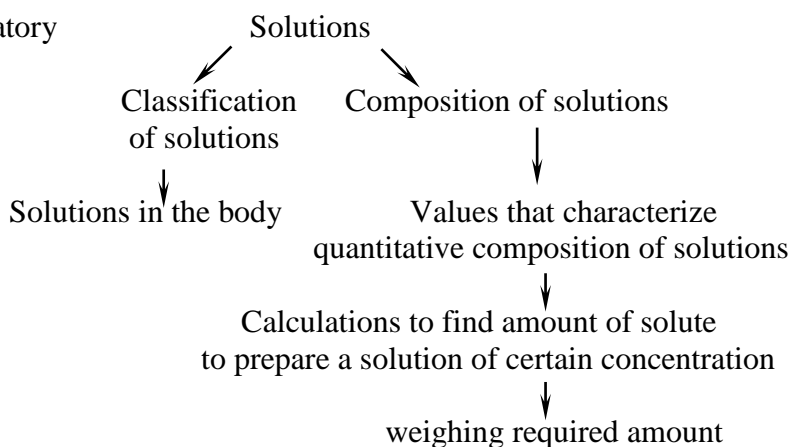 Solutions
Classification
of solutions
Composition of solutions
Solutions in the body
Values that characterize
quantitative composition of solutions
Calculations to find amount of solute
to prepare a solution of certain concentration
weighing required amount